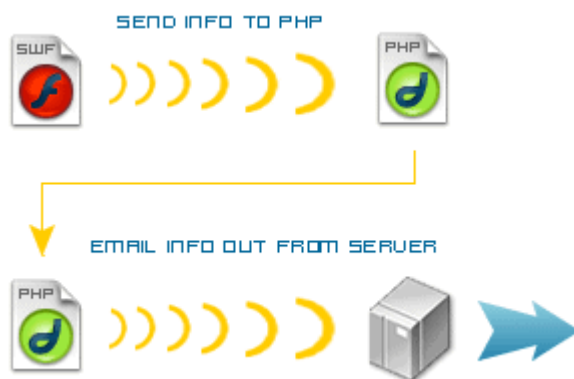 SEND INFO TO PHP
SWF
PHP
EMAIL INFO OUT FROM SERVER
PHP